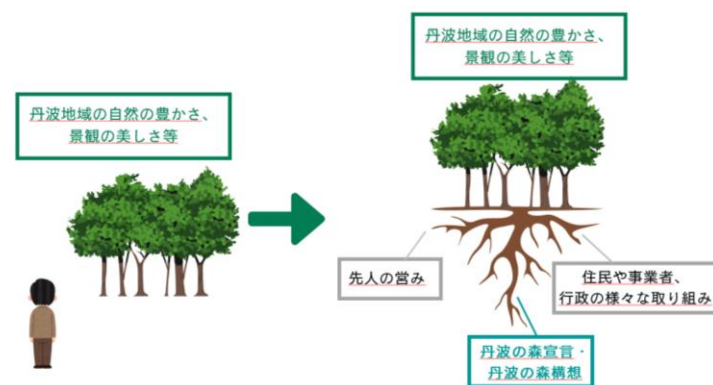 丹波地域の自然の豊かさ、
景観の美しさ等
丹波地域の自然の豊かさ、
景観の美しさ等
先人の営み
住民や事業者、
行政の様々な取り組み
丹波の森宣言・
丹波の森構想